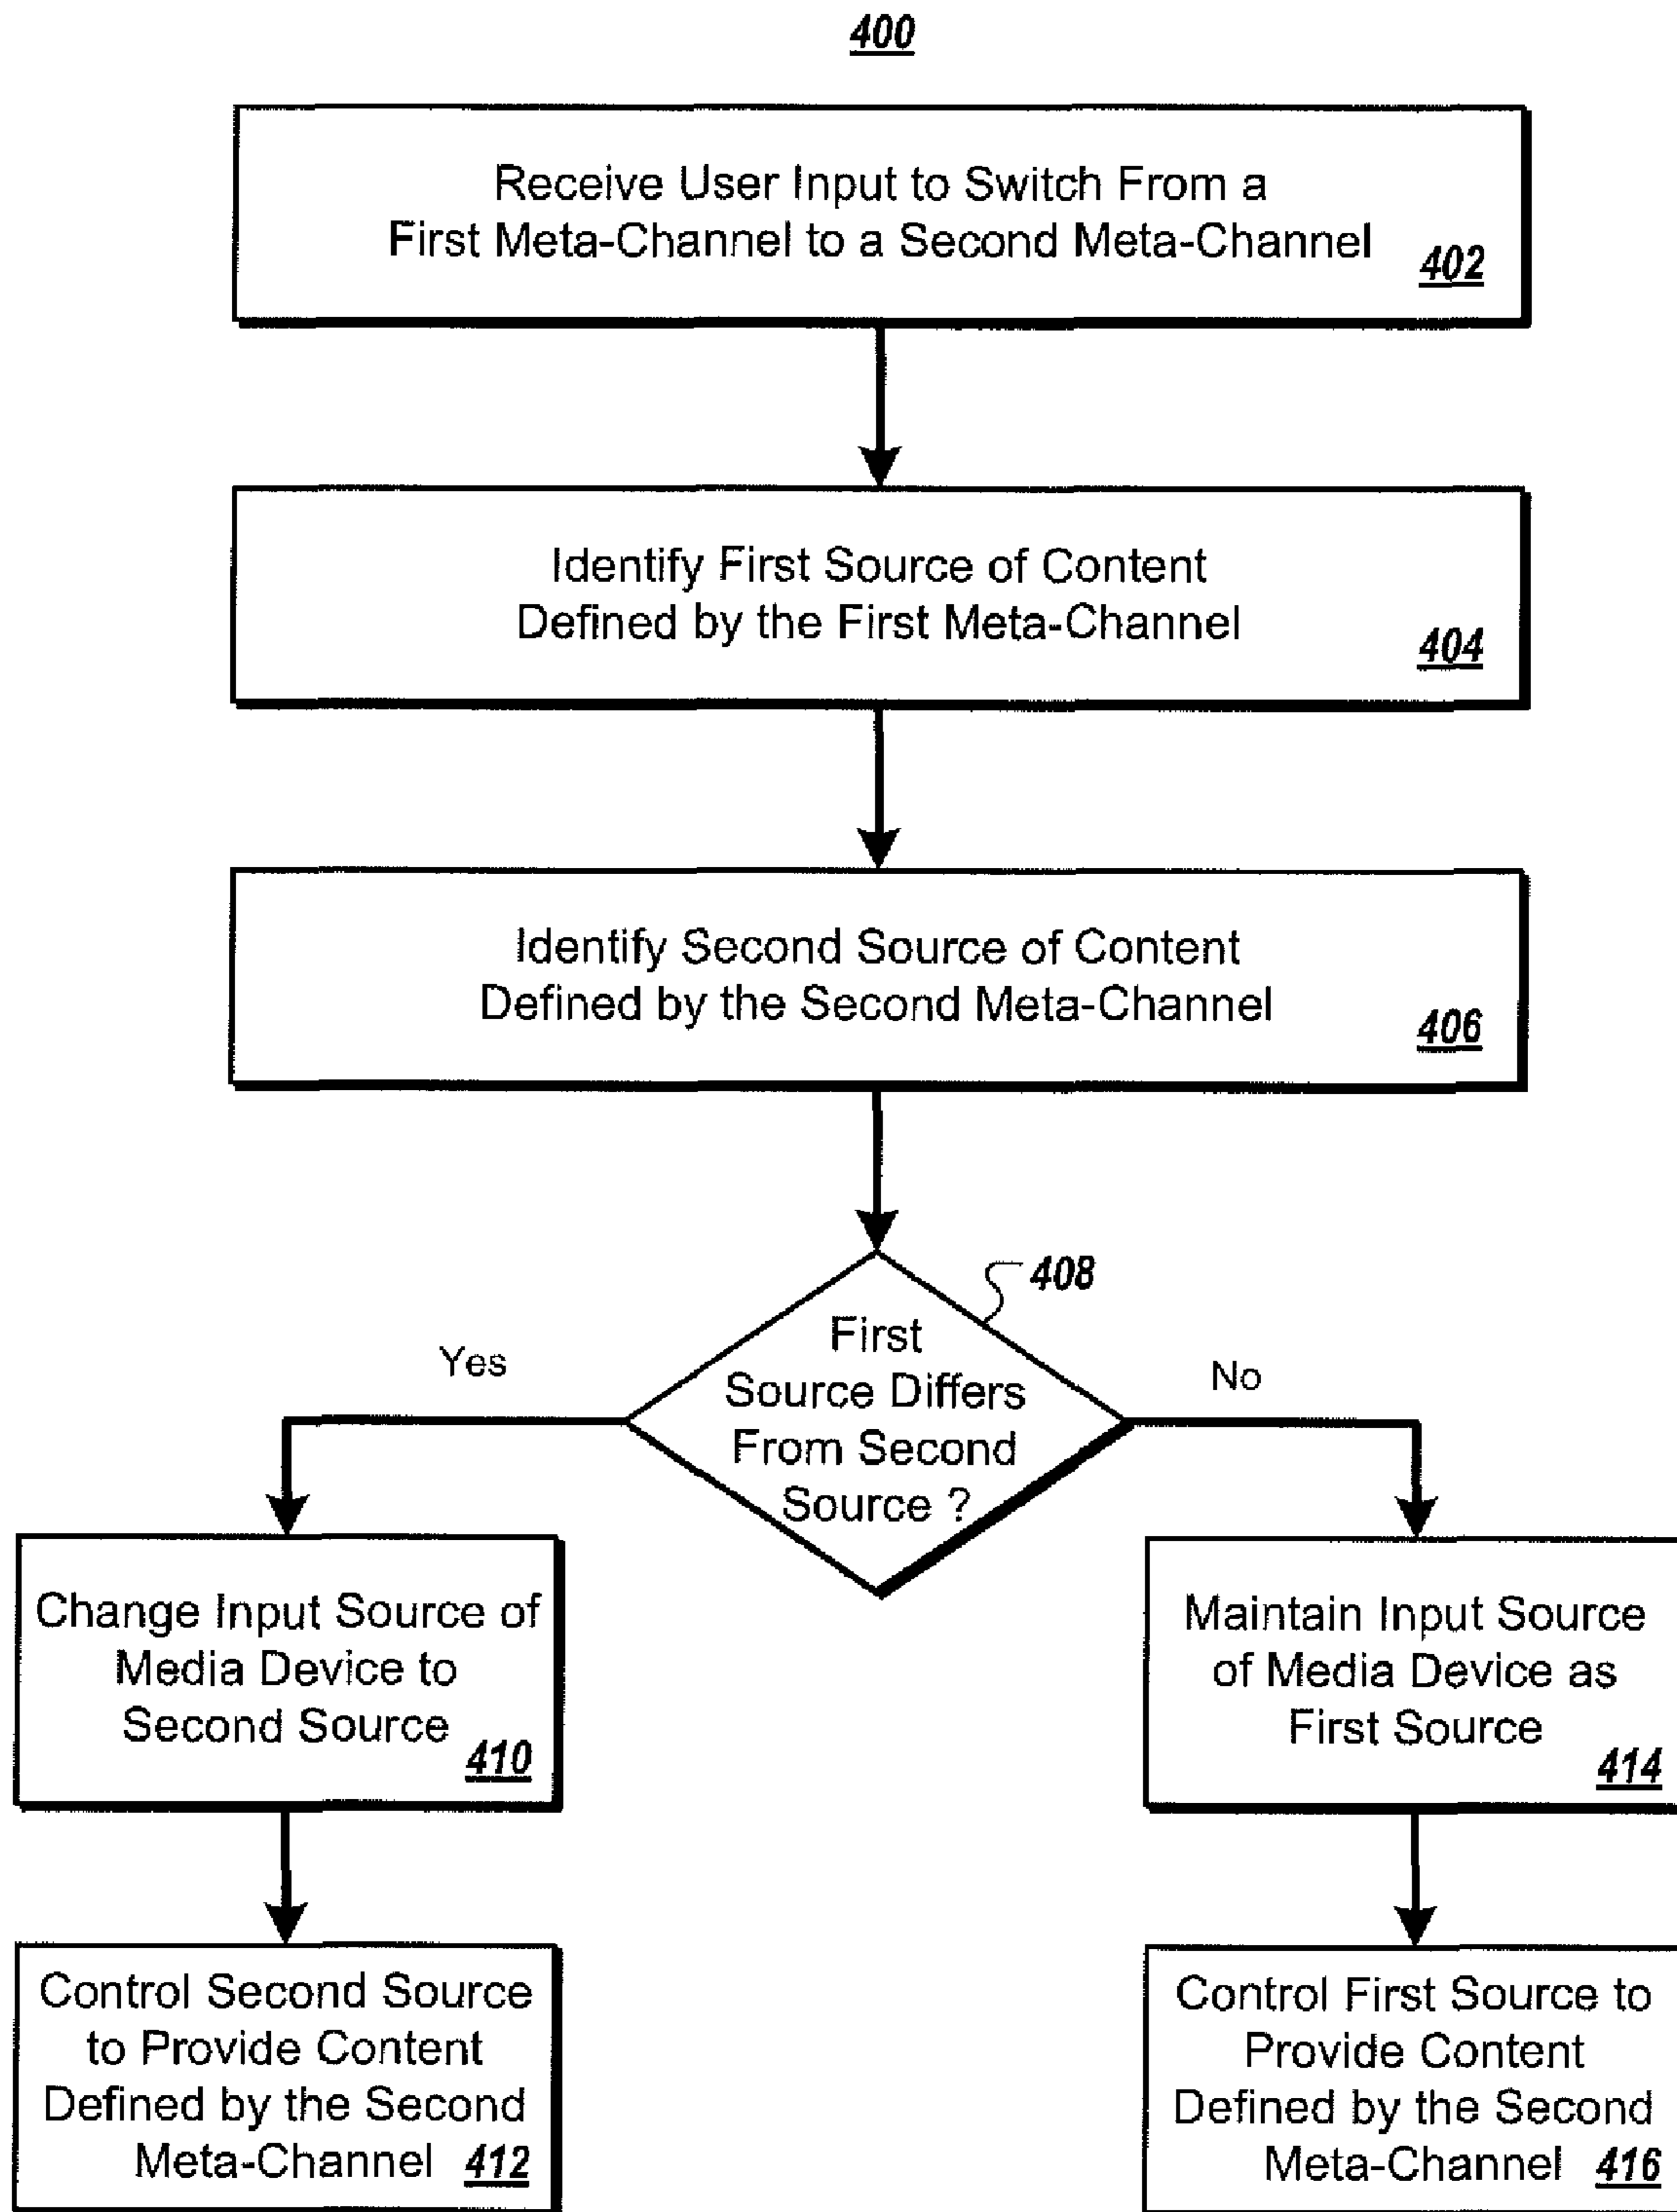 400
Receive User Input to Switch From a
First Meta-Channel to a Second Meta-Channel
402
Identify First Source of Content
Defined by the First Meta-Channel
404
Identify Second Source of Content
Defined by the Second Meta-Channel
406
408
First
Source Differs
From Second
Source ?
Yes
No
Change Input Source of
Media Device to
Second Source
410
Maintain Input Source
of Media Device as
First Source
414
Control Second Source
to Provide Content
Defined by the Second
Meta-Channel 412
Control First Source to
Provide Content
Defined by the Second
Meta-Channel 416